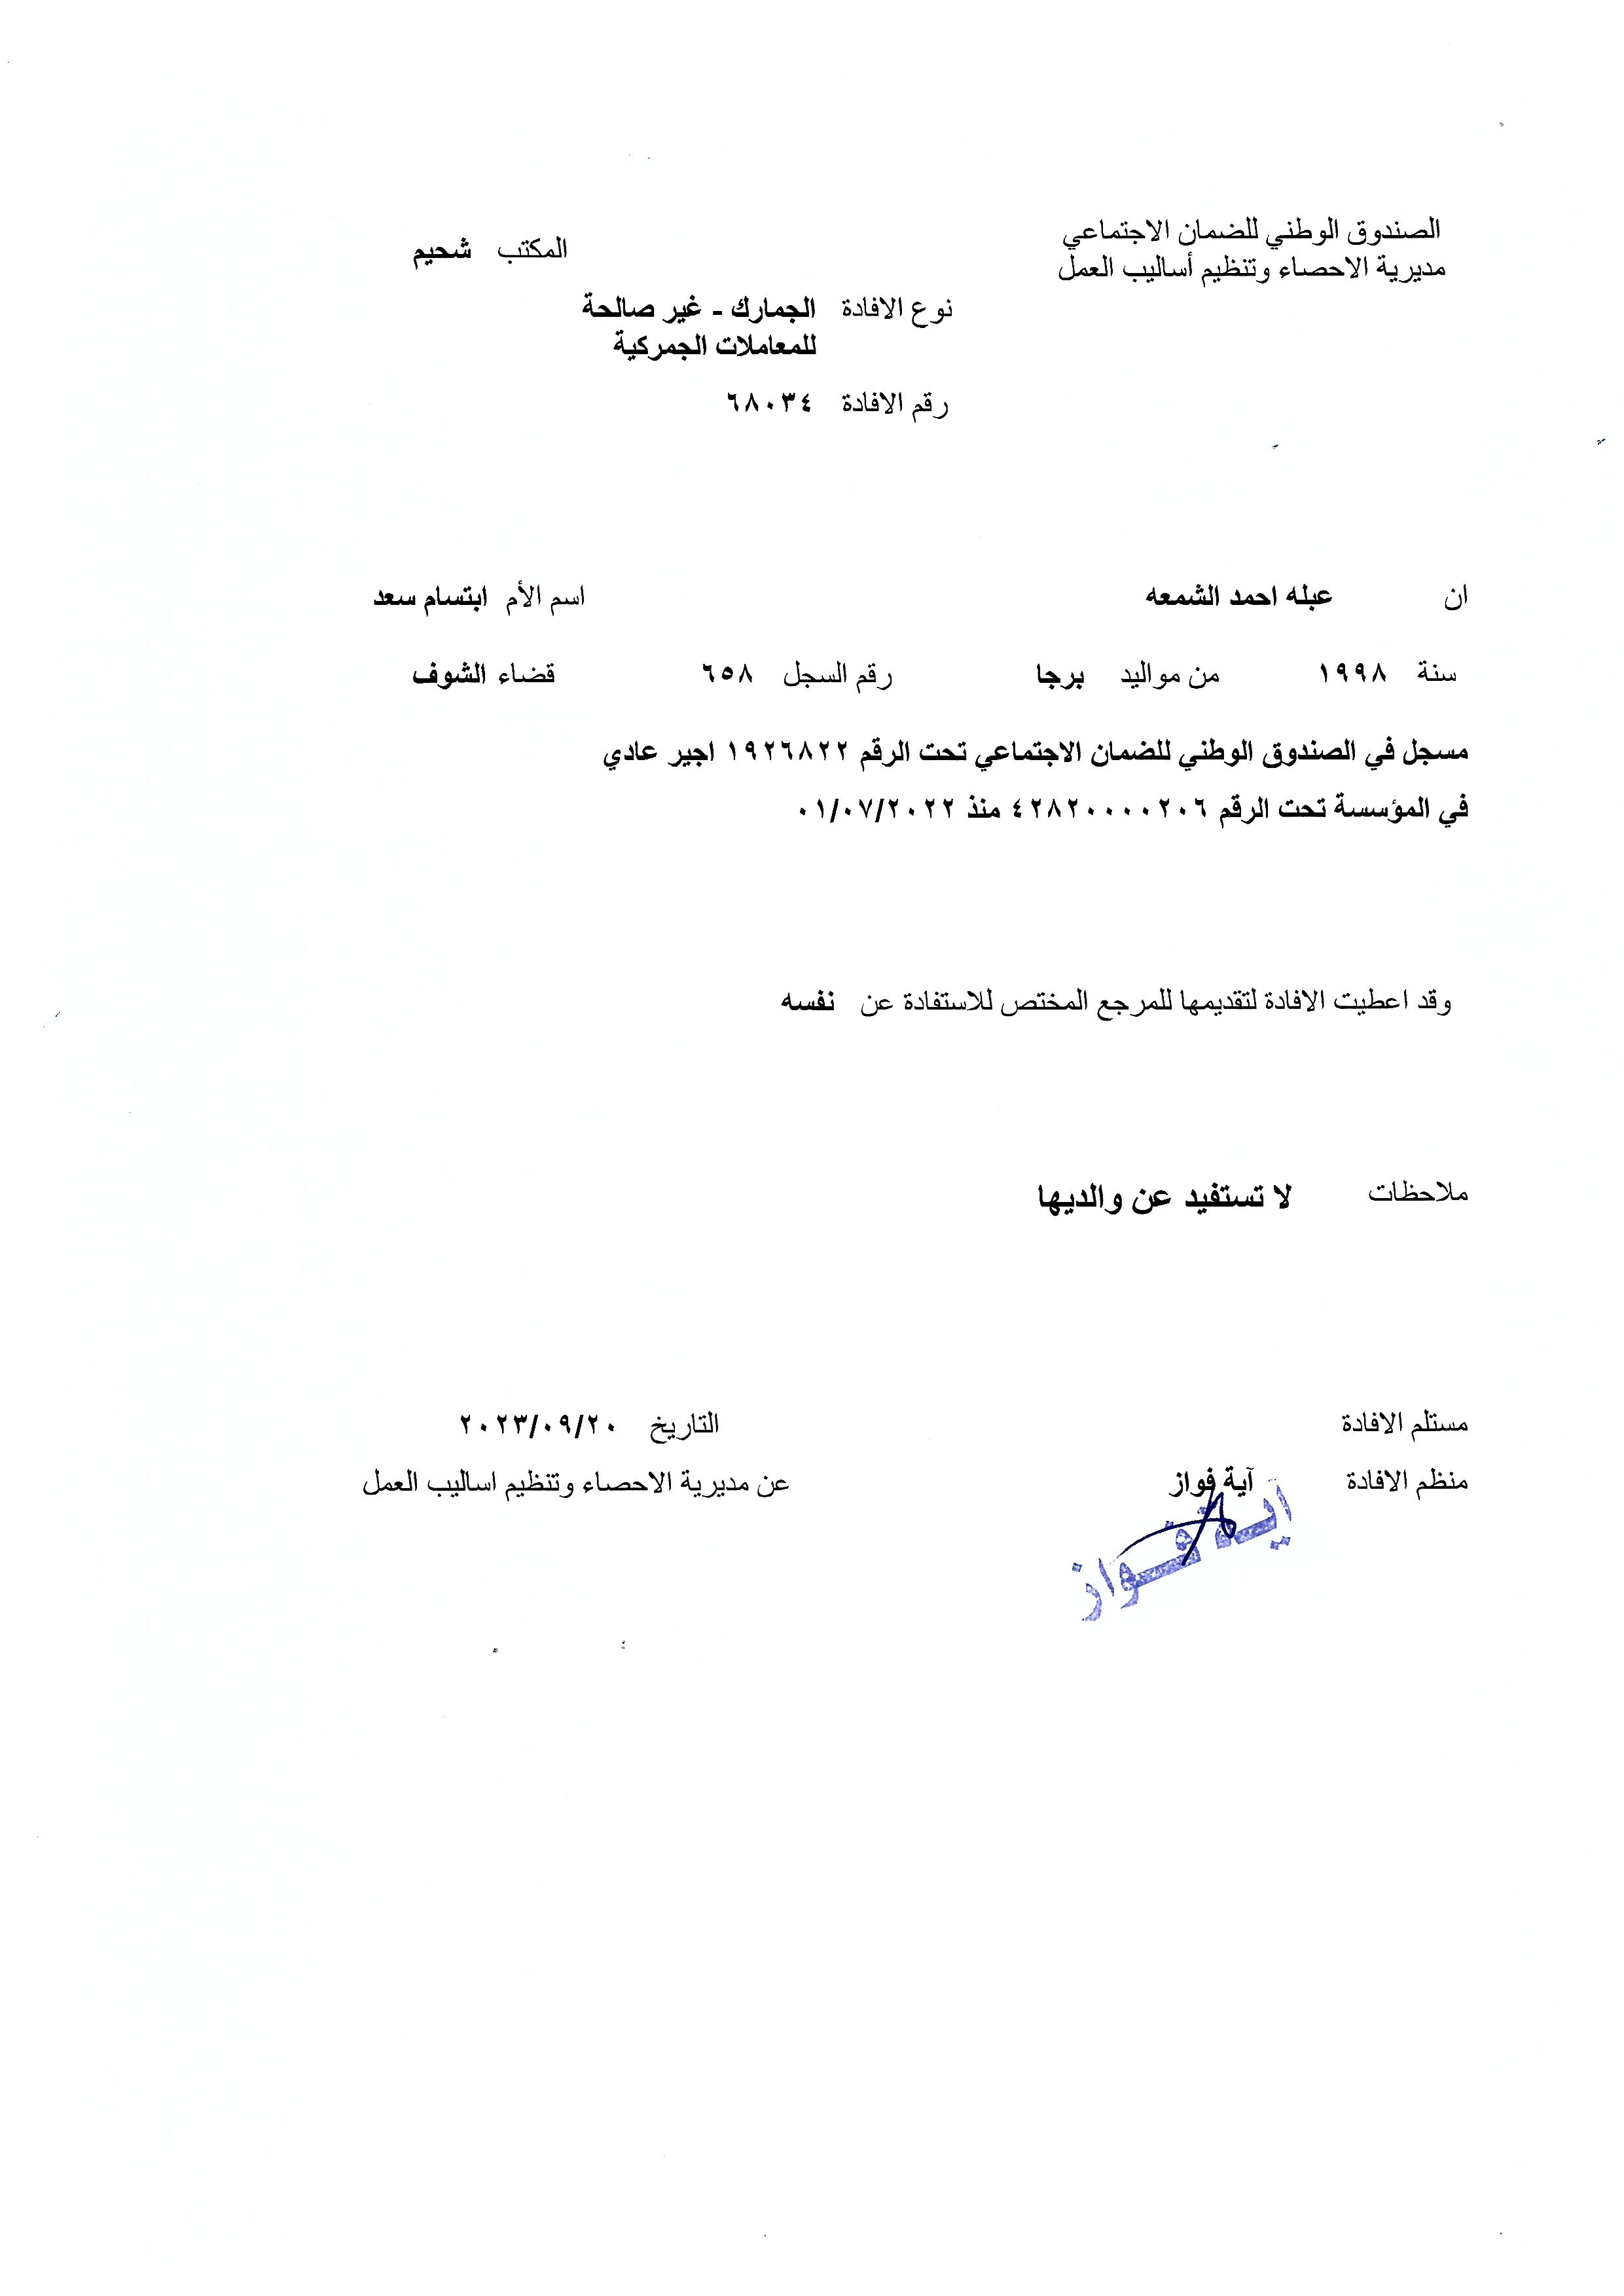 الصندوق الوطني للضمان الاجتماعي
المكتب شحيم
مديرية الاحصاء وتنظيم أساليب العمل
نوع الافادة الجمارك - غير صالحة
للمعاملات الجمركية
رقم الافادة ٦٨٠٣٤
ان عبله احمد الشمعه اسم الأم ابتسام سعد
سنة ١٩٩٨ من مواليد برجا رقم السجل ٦٥٨ قضاء الشوف
مسجل في الصندوق الوطني للضمان الاجتماعي تحت الرقم ١٩٢٦٨٢٢ اجير عادي
في المؤسسة تحت الرقم ٤٢٨٢٠٠٠٠٢٠٦ منذ ٠١/٠٧/٢٠٢٢
وقد اعطيت الافادة لتقديمها للمرجع المختص للاستفادة عن نفسه
ملاحظات لا تستفيد عن والديها
مستلم الافادة التاريخ ٢٠٢٣/٠٩/٢٠
منظم الافادة آية فواز عن مديرية الاحصاء وتنظيم اساليب العمل
آية فواز